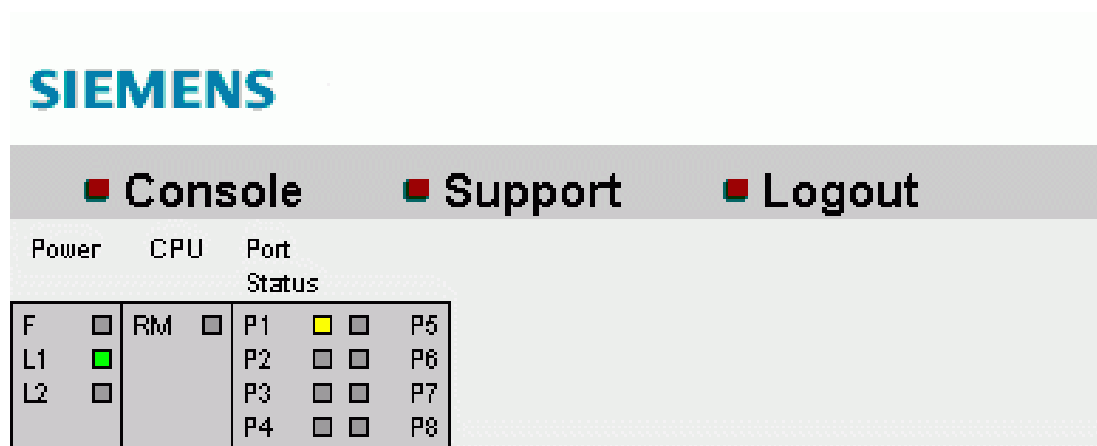 SIEMENS
Console Support Logout
Power CPU Port
Status
F RM P1 P5
L1 P2 P6
L2 P3 P7
P4 P8